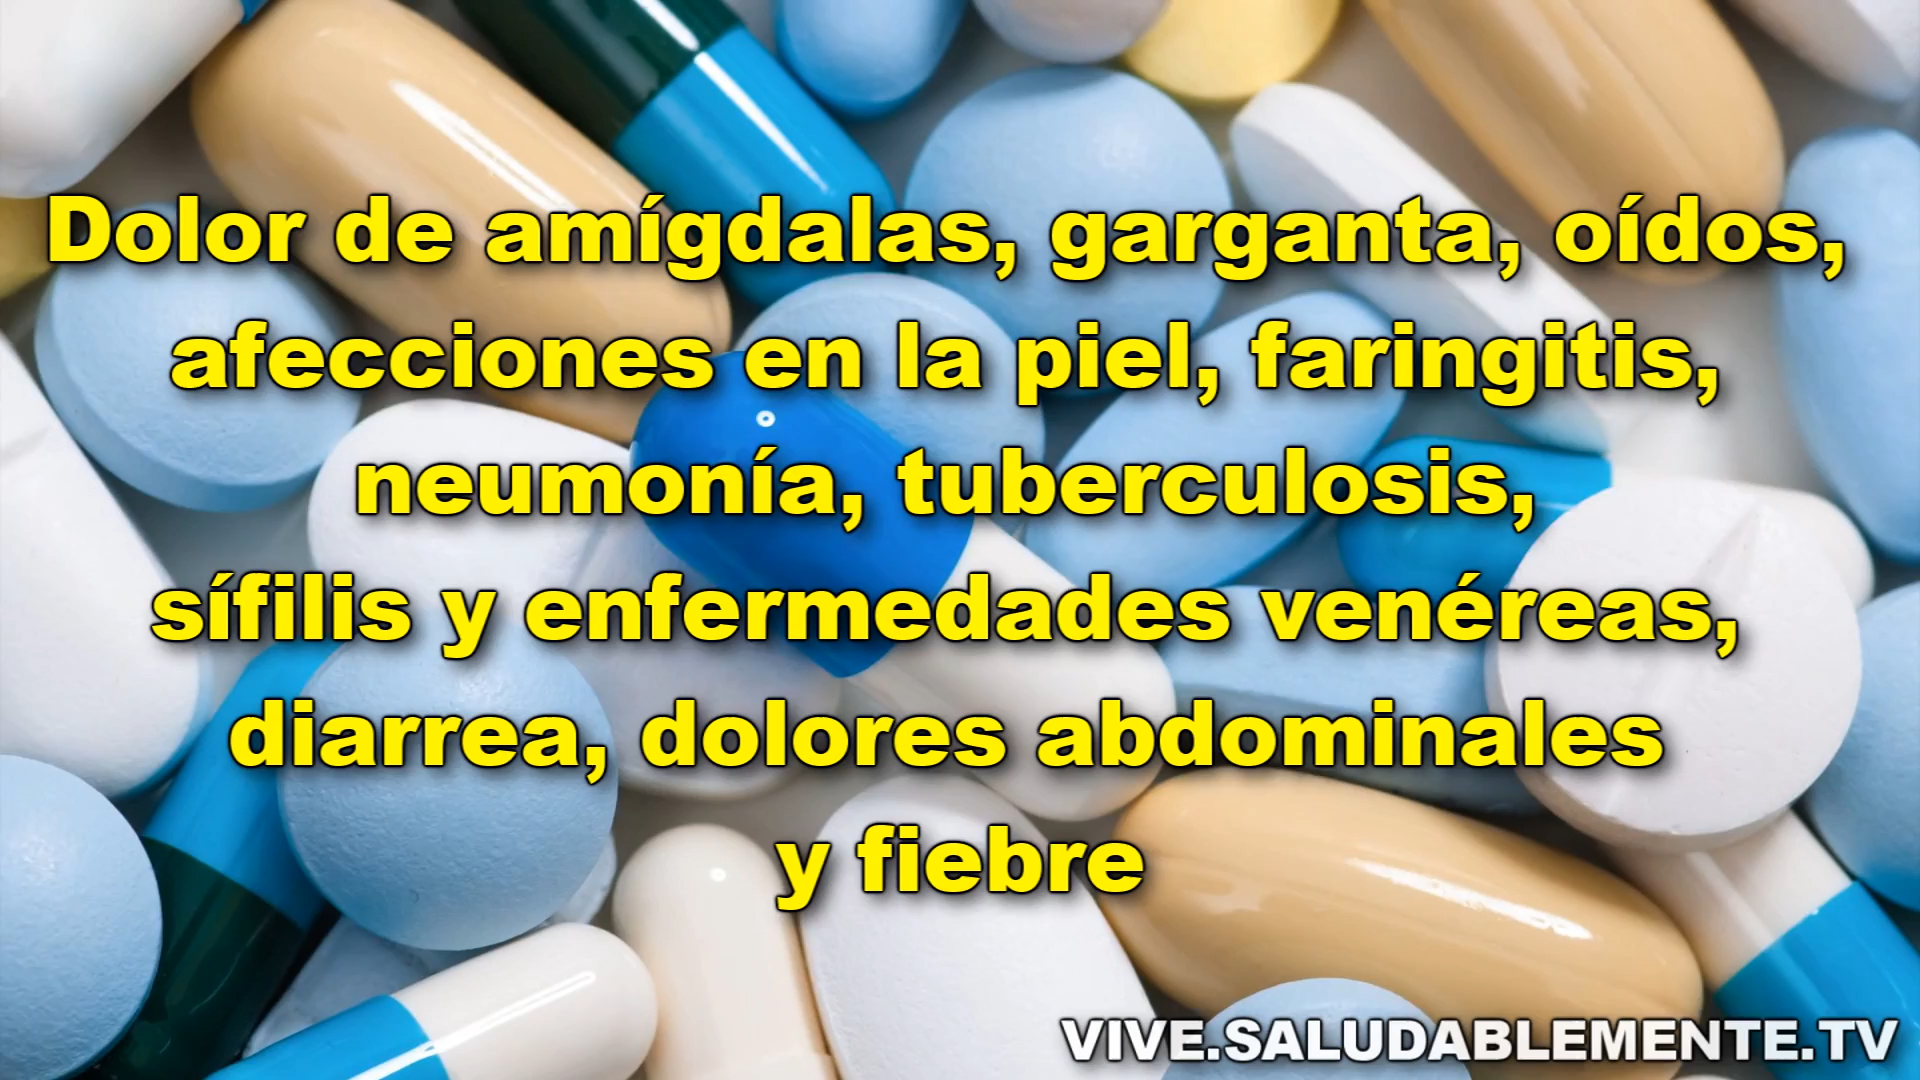 Dolor de amígdalas, garganta, oídos,
afecciones en la piel, faringitis,
neumonía, tuberculosis,
sífilis y enfermedades venéreas,
diarrea, dolores abdominales
y fiebre
VIVE.SALUDABLEMENTE.TV